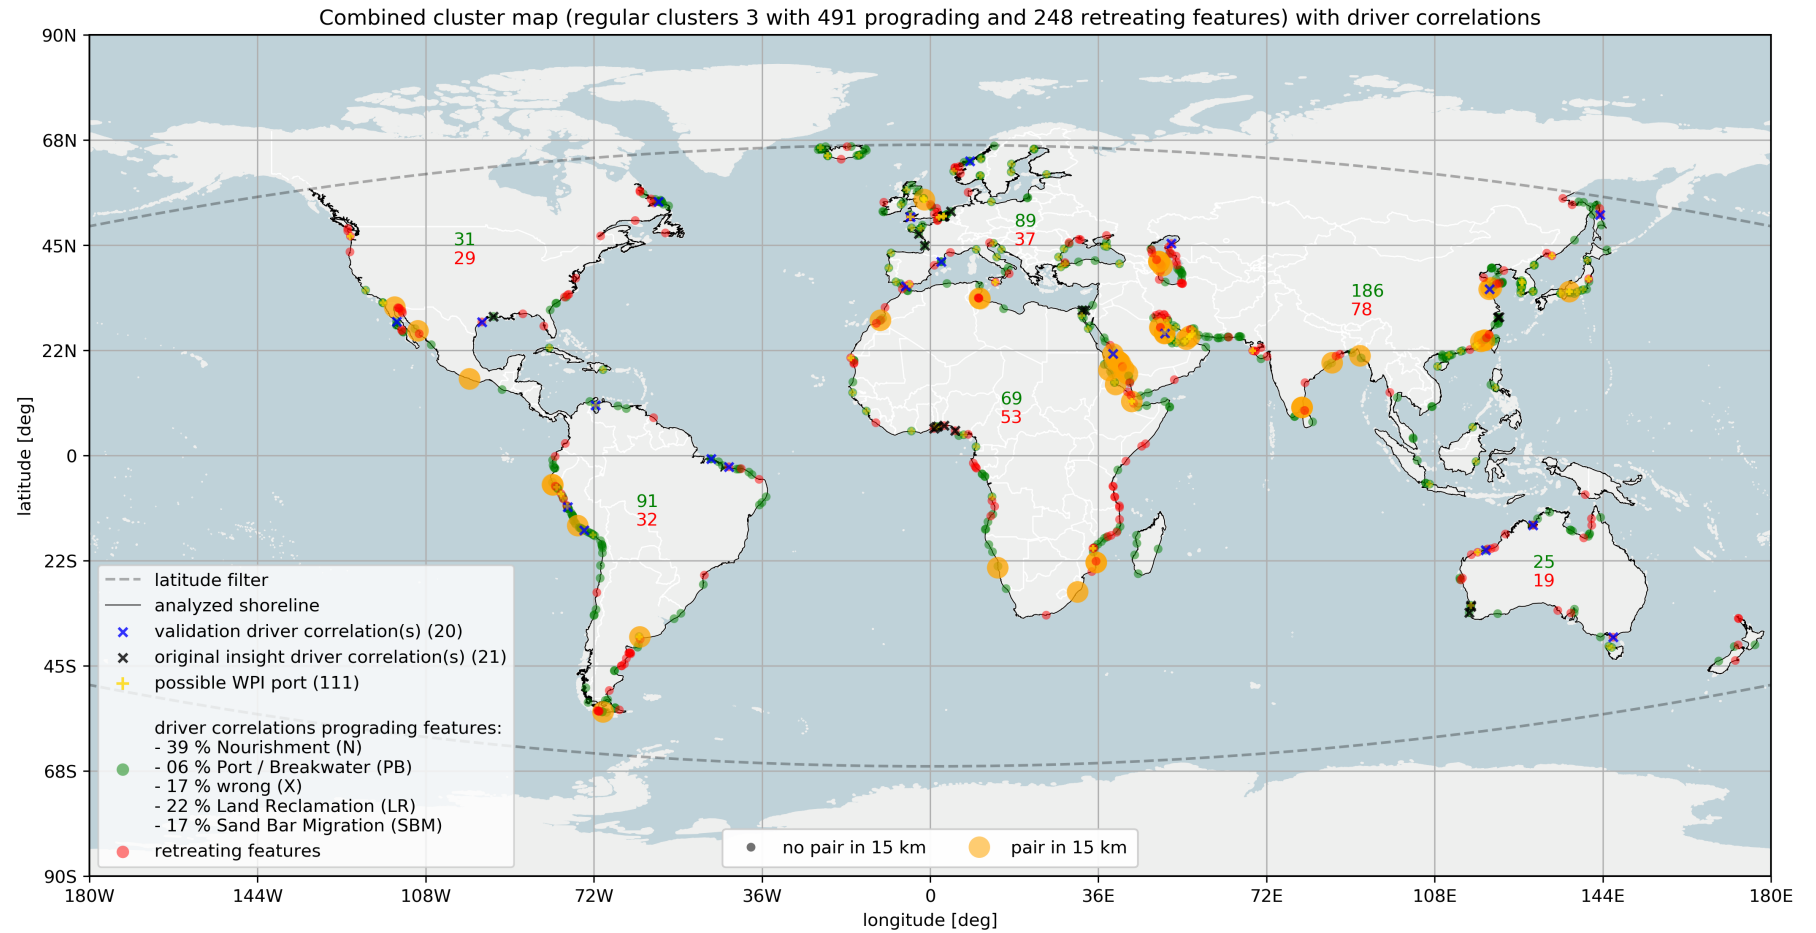 Combined cluster map (regular clusters 3 with 491 prograding and 248 retreating features) with driver correlations
90N
68N
45N
22N
0
22S
45S
68S
90S
latitude [deg]
31
29
89
37
186
78
69
53
91
32
25
19
latitude filter
analyzed shoreline
validation driver correlation(s) (20)
original insight driver correlation(s) (21)
possible WPI port (111)
driver correlations prograding features:
- 39 % Nourishment (N)
- 06 % Port / Breakwater (PB)
- 17 % wrong (X)
- 22 % Land Reclamation (LR)
- 17 % Sand Bar Migration (SBM)
retreating features
no pair in 15 km
pair in 15 km
180W
144W
108W
72W
36W
0
36E
72E
108E
144E
180E
longitude [deg]